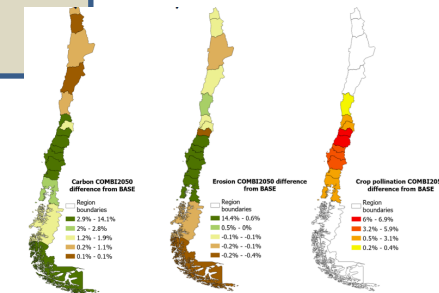 Carbon COMBI2050
difference from BASE
Region
boundaries
2.9% - 14.1%
2% - 2.8%
1.2% - 1.9%
0.2% - 1.1%
0.1% - 0.1%
Erosion COMBI2050 difference
from BASE
Region
boundaries
14.4% - 0.6%
0.5% - 0%
-0.1% - -0.1%
-0.2% - -0.1%
-0.2% - -0.4%
Crop pollination COMBI205
difference from BASE
Region
boundaries
6% - 6.9%
3.2% - 5.9%
0.5% - 3.1%
0.2% - 0.4%